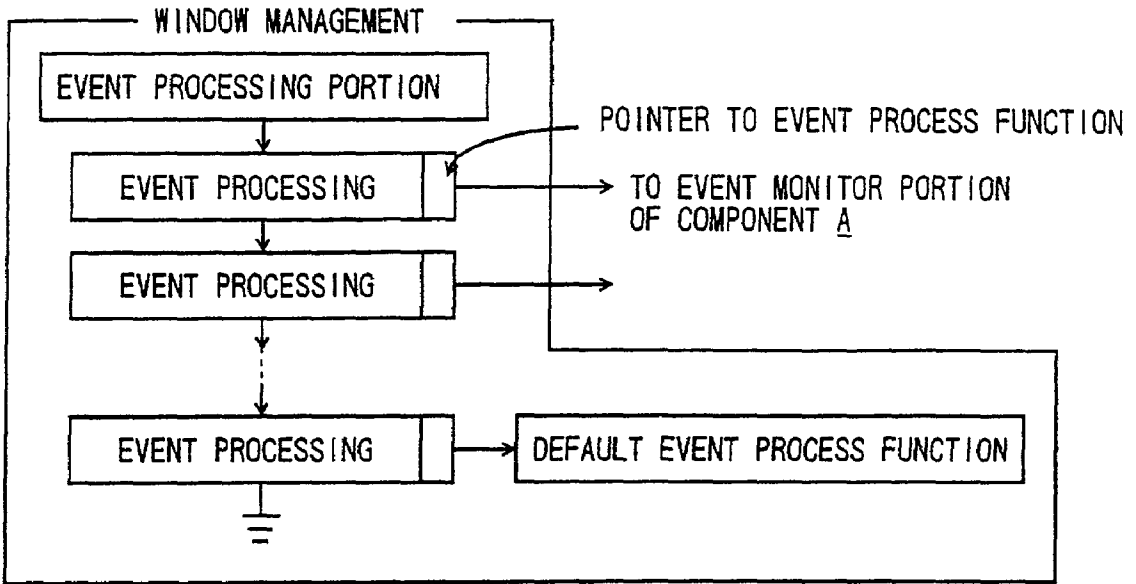 WINDOW MANAGEMENT
EVENT PROCESSING PORTION
POINTER TO EVENT PROCESS FUNCTION
EVENT PROCESSING
TO EVENT MONITOR PORTION
OF COMPONENT A
EVENT PROCESSING
EVENT PROCESSING
DEFAULT EVENT PROCESS FUNCTION